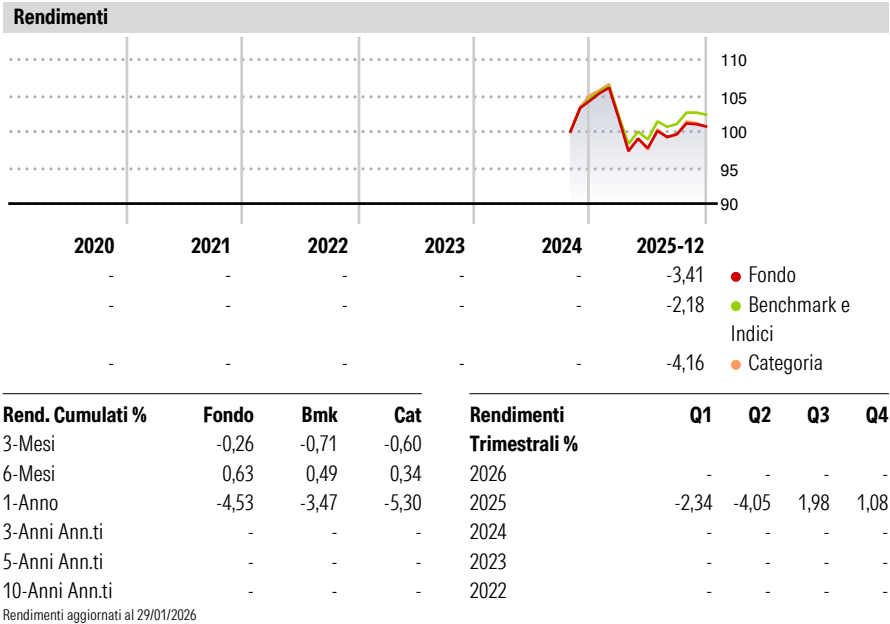 Rendimenti
110
105
100
95
90
2020 2021 2022 2023 2024 2025-12
- - - - - -3,41 Fondo
- - - - - -2,18 Benchmark e
Indici
- - - - - -4,16 Categoria
Rend. Cumulati % Fondo Bmk Cat
3-Mesi -0,26 -0,71 -0,60
6-Mesi 0,63 0,49 0,34
1-Anno -4,53 -3,47 -5,30
3-Anni Ann.ti - - -
5-Anni Ann.ti - - -
10-Anni Ann.ti - - -
Rendimenti Q1 Q2 Q3 Q4
Trimestrali %
2026 - - - -
2025 -2,34 -4,05 1,98 1,08
2024 - - - -
2023 - - - -
2022 - - - -
Rendimenti aggiornati al 29/01/2026